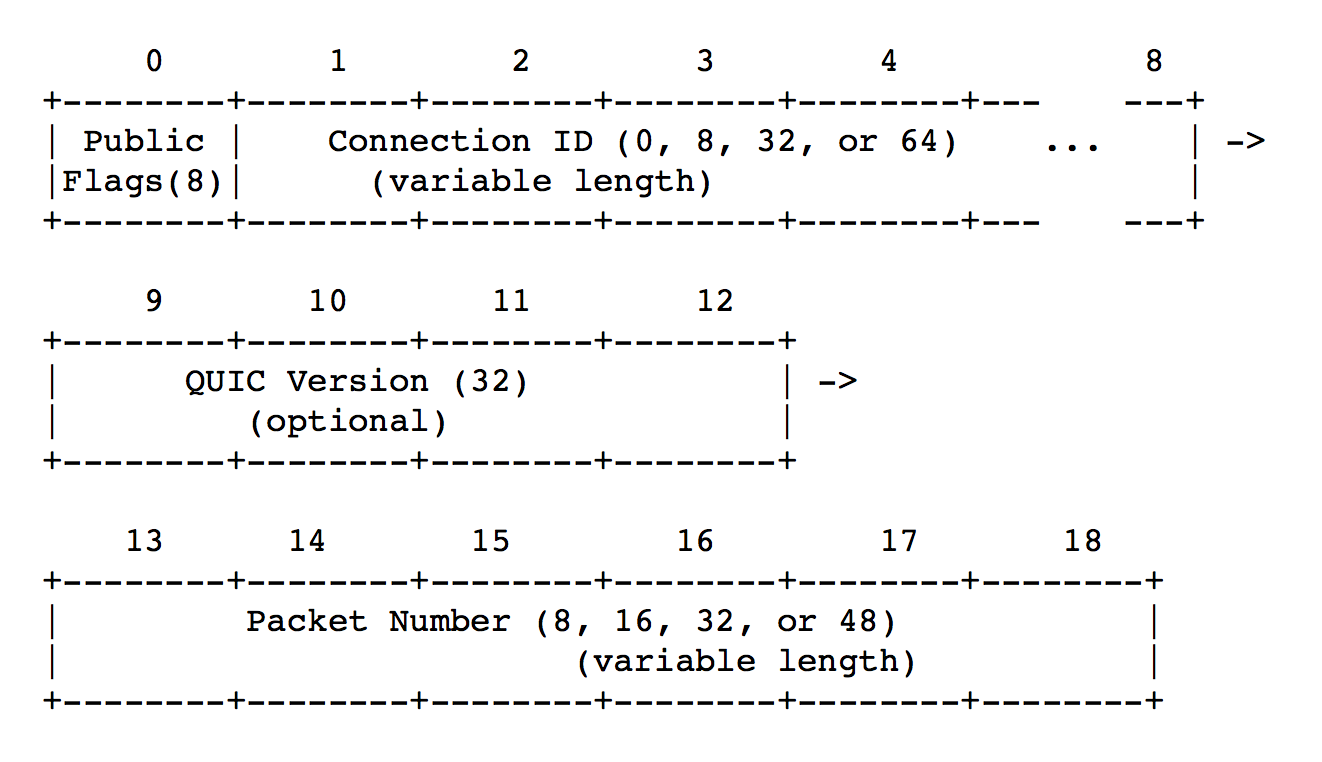 0 1 2 3 4 8
+--------+--------+--------+--------+--------+--- ---+
| Public | Connection ID (0, 8, 32, or 64) ... | ->
|Flags(8)| (variable length) |
+--------+--------+--------+--------+--------+--- ---+
9 10 11 12
+--------+--------+--------+--------+
| QUIC Version (32) | ->
| (optional) |
+--------+--------+--------+--------+
13 14 15 16 17 18
+--------+--------+--------+--------+--------+--------+
| Packet Number (8, 16, 32, or 48) |
| (variable length) |
+--------+--------+--------+--------+--------+--------+